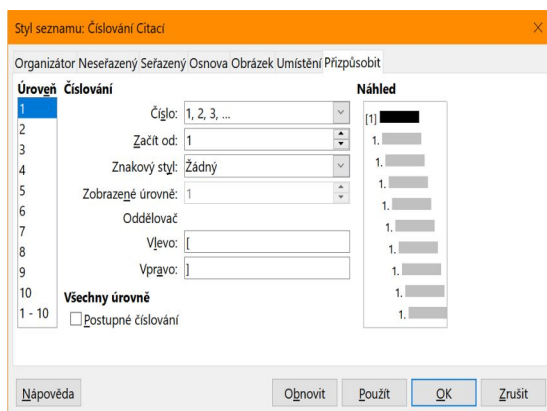 Styl seznamu: Číslování Citací
Organizátor Neseřazený Seřazený Osnova Obrázek Umístění Přizpůsobit
Úroveň
1
2
3
4
5
6
7
8
9
10
1 - 10
Číslování
Číslo: 1, 2, 3, ...
Začít od: 1
Znakový styl: Žádný
Zobrazené úrovně: 1
Oddělovač
Vlevo: [
Vpravo: ]
Všechny úrovně
Postupné číslování
Náhled
[1]
1.
1.
1.
1.
1.
1.
1.
1.
1.
Nápověda Obnovit Použít OK Zrušit